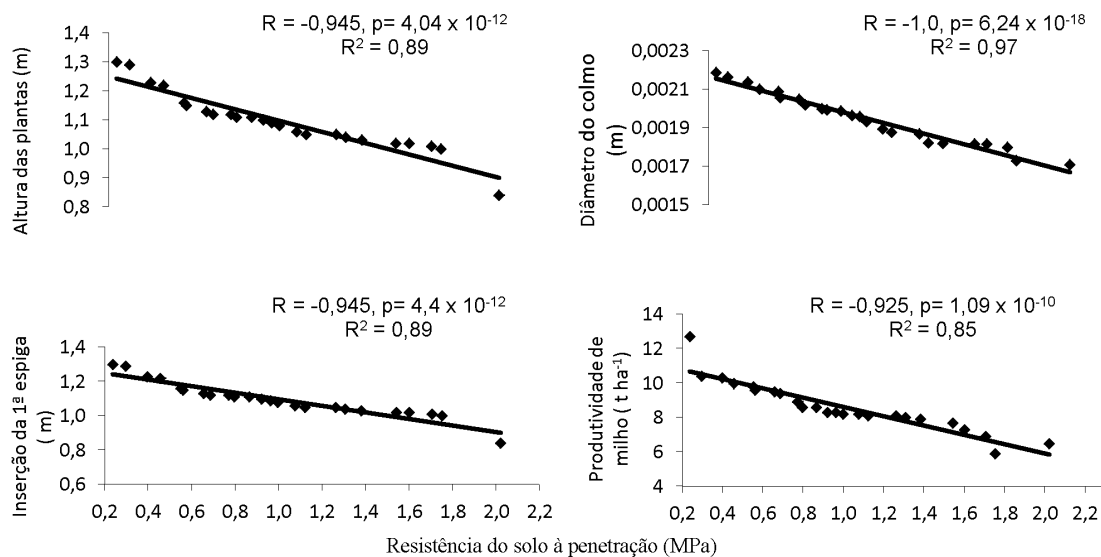 R = -0,945, p= 4,04 x 10-12
R2 = 0,89
Altura das plantas (m)
1,4
1,3
1,2
1,1
1,0
0,9
0,8
R = -1,0, p= 6,24 x 10-18
R2 = 0,97
Diâmetro do colmo
(m)
0,0023
0,0021
0,0019
0,0017
0,0015
R = -0,945, p= 4,4 x 10-12
R2 = 0,89
Inserção da 1ª espiga
( m)
1,4
1,2
1,0
0,8
0,6
0,2 0,4 0,6 0,8 1,0 1,2 1,4 1,6 1,8 2,0 2,2
R = -0,925, p= 1,09 x 10-10
R2 = 0,85
Produtividade de
milho ( t ha-1)
14
12
10
8
6
4
0,2 0,4 0,6 0,8 1,0 1,2 1,4 1,6 1,8 2,0 2,2
Resistência do solo à penetração (MPa)